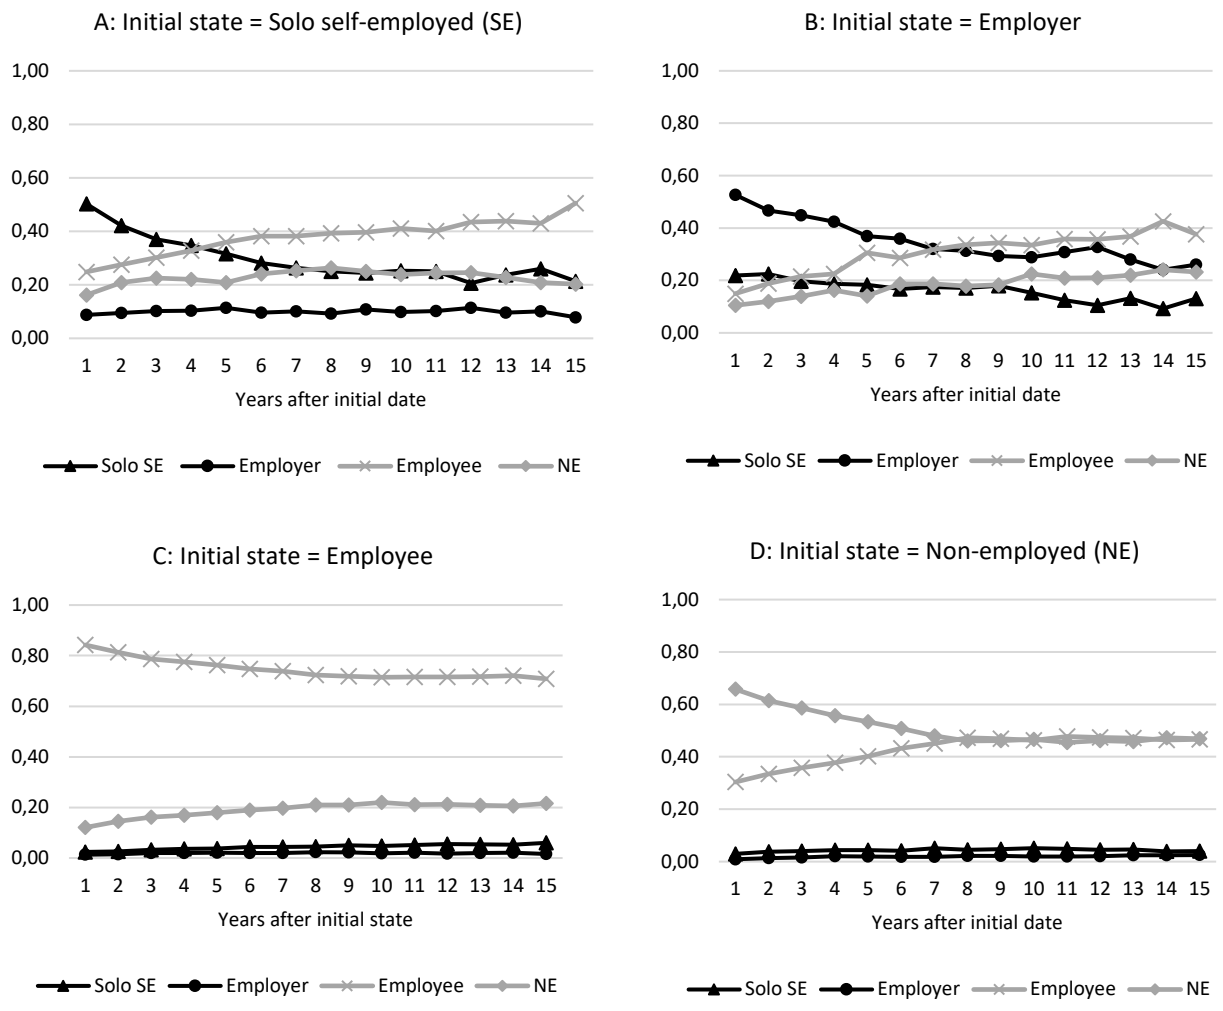 A: Initial state = Solo self-employed (SE)
1,00
0,80
0,60
0,40
0,20
0,00
1 2 3 4 5 6 7 8 9 10 11 12 13 14 15
Years after initial date
Solo SE Employer Employee NE
B: Initial state = Employer
1,00
0,80
0,60
0,40
0,20
0,00
1 2 3 4 5 6 7 8 9 10 11 12 13 14 15
Years after initial date
Solo SE Employer Employee NE
C: Initial state = Employee
1,00
0,80
0,60
0,40
0,20
0,00
1 2 3 4 5 6 7 8 9 10 11 12 13 14 15
Years after initial state
Solo SE Employer Employee NE
D: Initial state = Non-employed (NE)
1,00
0,80
0,60
0,40
0,20
0,00
1 2 3 4 5 6 7 8 9 10 11 12 13 14 15
Years after initial date
Solo SE Employer Employee NE